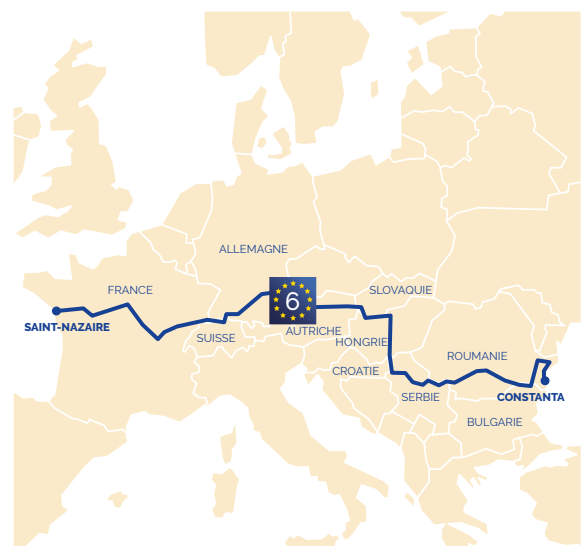 ALLEMAGNE
FRANCE
SLOVAQUIE
6
SAINT-NAZAIRE
AUTRICHE
SUISSE
HONGRIE
ROUMANIE
CROATIE
SERBIE
CONSTANTA
BULGARIE